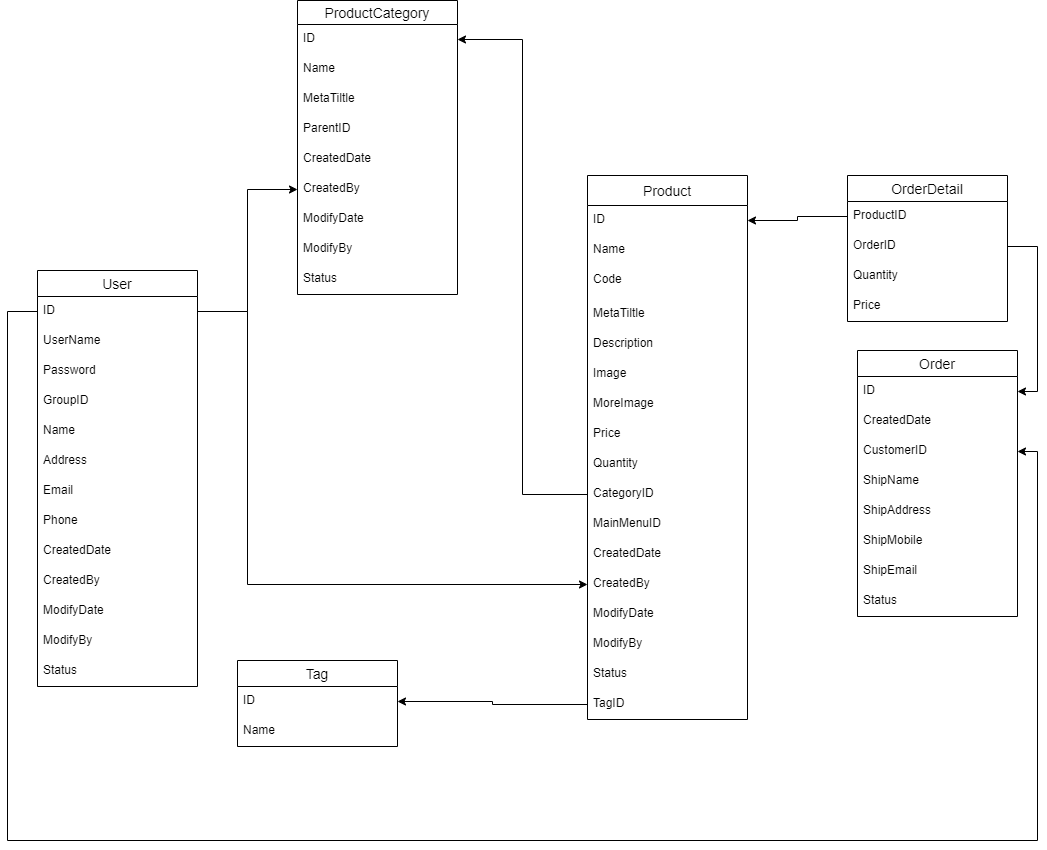 ProductCategory
ID
Name
MetaTiltle
ParentID
CreatedDate
CreatedBy
ModifyDate
ModifyBy
Status
User
ID
UserName
Password
GroupID
Name
Address
Email
Phone
CreatedDate
CreatedBy
ModifyDate
ModifyBy
Status
Tag
ID
Name
Product
ID
Name
Code
MetaTiltle
Description
Image
MoreImage
Price
Quantity
CategoryID
MainMenuID
CreatedDate
CreatedBy
ModifyDate
ModifyBy
Status
TagID
OrderDetail
ProductID
OrderID
Quantity
Price
Order
ID
CreatedDate
CustomerID
ShipName
ShipAddress
ShipMobile
ShipEmail
Status